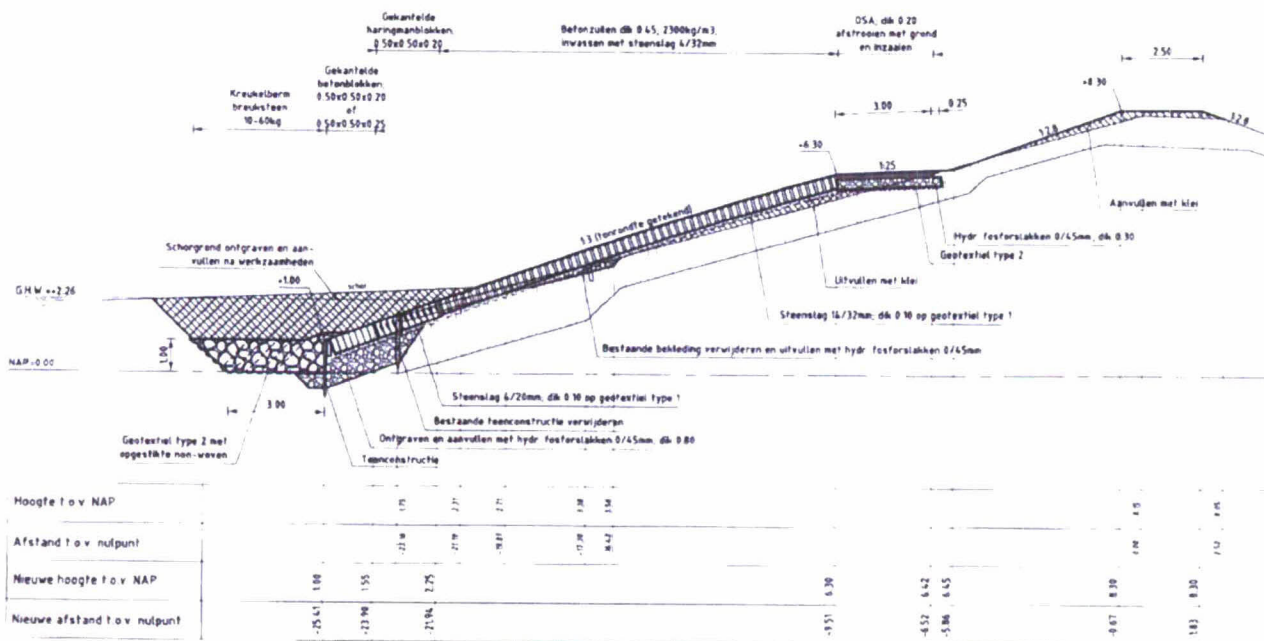 Gekantelde
haringmanblokken,
0.50x0.50x0.20
Betonzuilen dik 0.45, 2300kg/m3,
inwassen met steenslag 4/32mm
OSA, dik 0.20
afstrooien met grond
en inzaaien
2.50
Gekantelde
betonblokken,
0.50x0.50x0.20
of
0.50x0.50x0.25
Kreukelberm
breuksteen
10-60kg
+8.30
3.00
0.25
1:2.8
1:2.8
+6.30
1:25
Aanvullen met klei
1:3 (tonrondte getekend)
Hydr. fosforslakken 0/45mm, dik 0.30
Geotextiel type 2
Schorgrond ontgraven en aan-
vullen na werkzaamheden
+1.00
schor
G.H.W. =+2.26
Uitvullen met klei
Steenslag 14/32mm; dik 0.10 op geotextiel type 1
1.00
Bestaande bekleding verwijderen en uitvullen met hydr. fosforslakken 0/45mm
NAP=0.00
3.00
Steenslag 4/20mm; dik 0.10 op geotextiel type 1
Bestaande teenconstructie verwijderen
Geotextiel type 2 met
opgestikte non-woven
Ontgraven en aanvullen met hydr. fosforslakken 0/45mm; dik 0.80
Teenconstructie
Hoogte t.o.v. NAP
Afstand t.o.v. nulpunt
Nieuwe hoogte t.o.v. NAP 1.00 1.55 2.25 6.30 6.42 6.45 8.30 8.30
Nieuwe afstand t.o.v. nulpunt -25.41 -23.90 -21.94 -9.51 -6.52 -5.86 -0.67 1.83